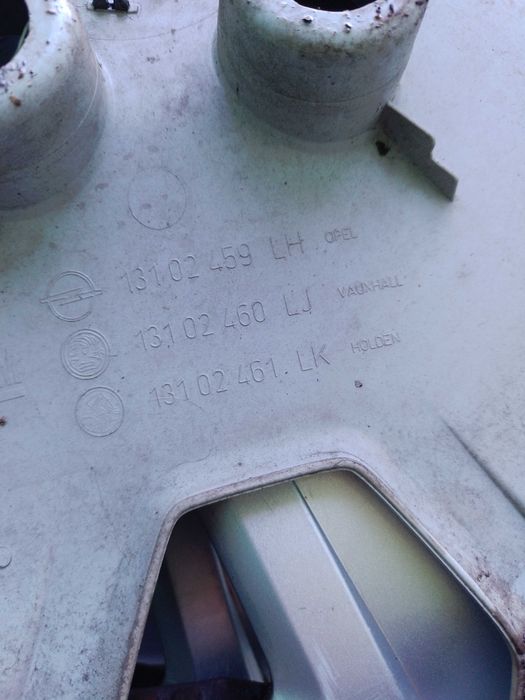 131 02 459 LH OPEL
131 02 460 LJ VAUXHALL
131 02 461. LK HOLDEN